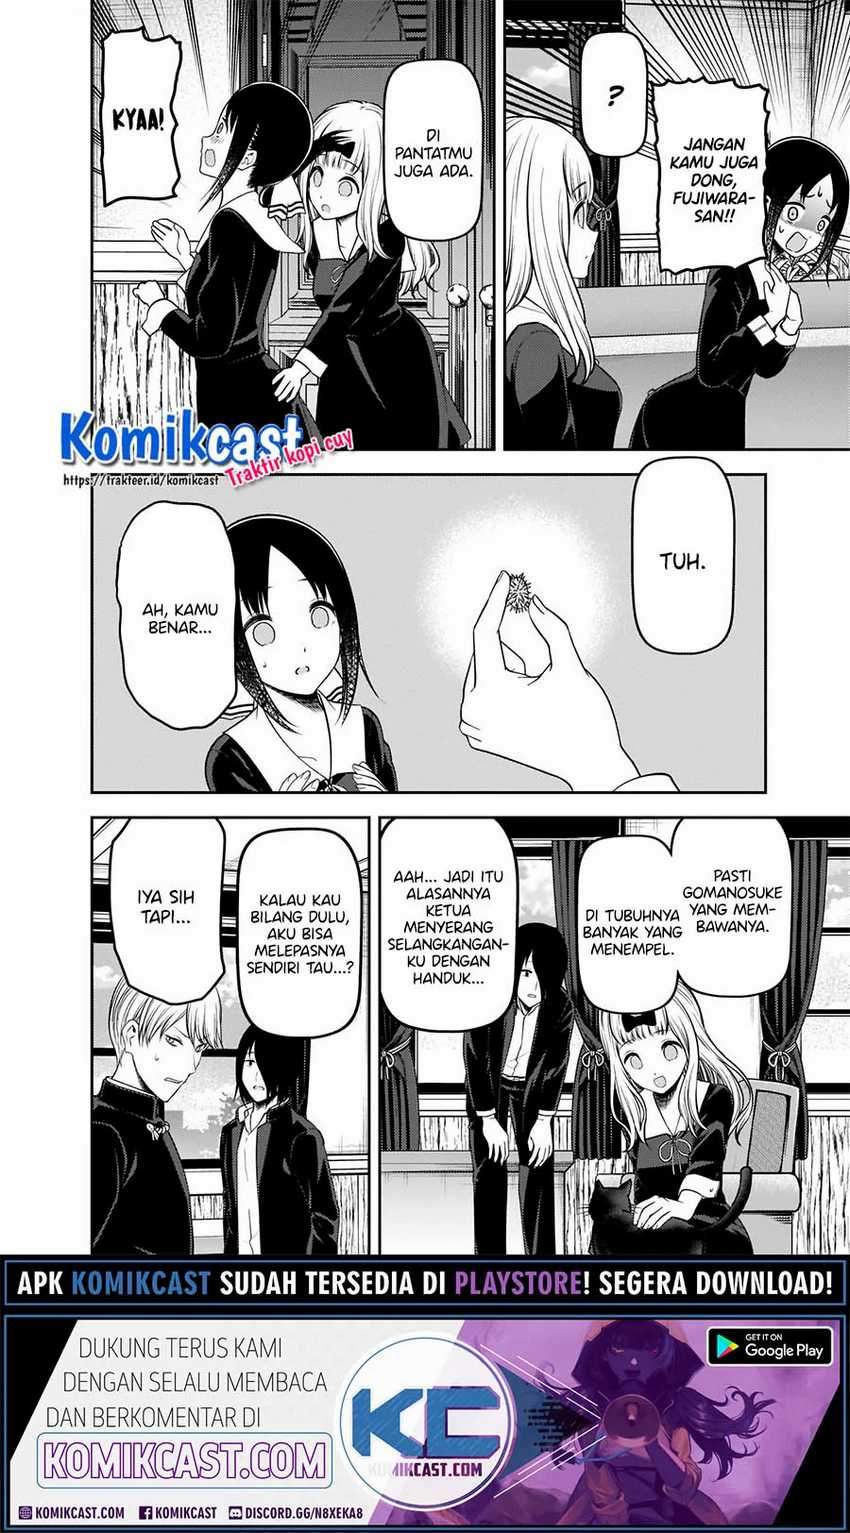 ?
JANGAN
KAMU JUGA
DONG,
FUJIWARA-
SAN!!
DI
PANTATMU
JUGA ADA.
KYAA!
Komikcast
Traktir kopi cuy
https://trakteer.id/komikcast
TUH.
AH, KAMU
BENAR...
PASTI
GOMANOSUKE
YANG MEM-
BAWANYA.
DI TUBUHNYA
BANYAK YANG
MENEMPEL.
AAH... JADI ITU
ALASANNYA
KETUA
MENYERANG
SELANGKANGAN-
KU DENGAN
HANDUK...
KALAU KAU
BILANG DULU,
AKU BISA
MELEPASNYA
SENDIRI TAU...?
IYA SIH
TAPI...
APK KOMIKCAST SUDAH TERSEDIA DI PLAYSTORE! SEGERA DOWNLOAD!
DUKUNG TERUS KAMI
DENGAN SELALU MEMBACA
DAN BERKOMENTAR DI
KOMIKCAST.COM
KOMIKCAST.COM KOMIKCAST DISCORD.GG/N8XEKA8
KC
KOMIKCAST.COM
GET IT ON
Google Play